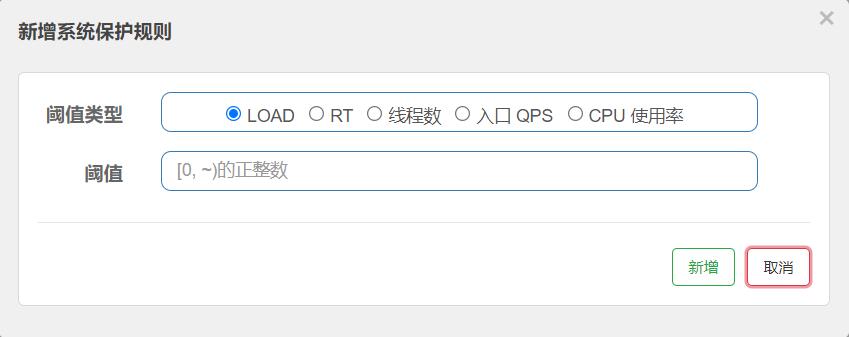 新增系统保护规则
×
阈值类型 LOAD RT 线程数 入口 QPS CPU 使用率
阈值 [0, ~)的正整数
新增 取消